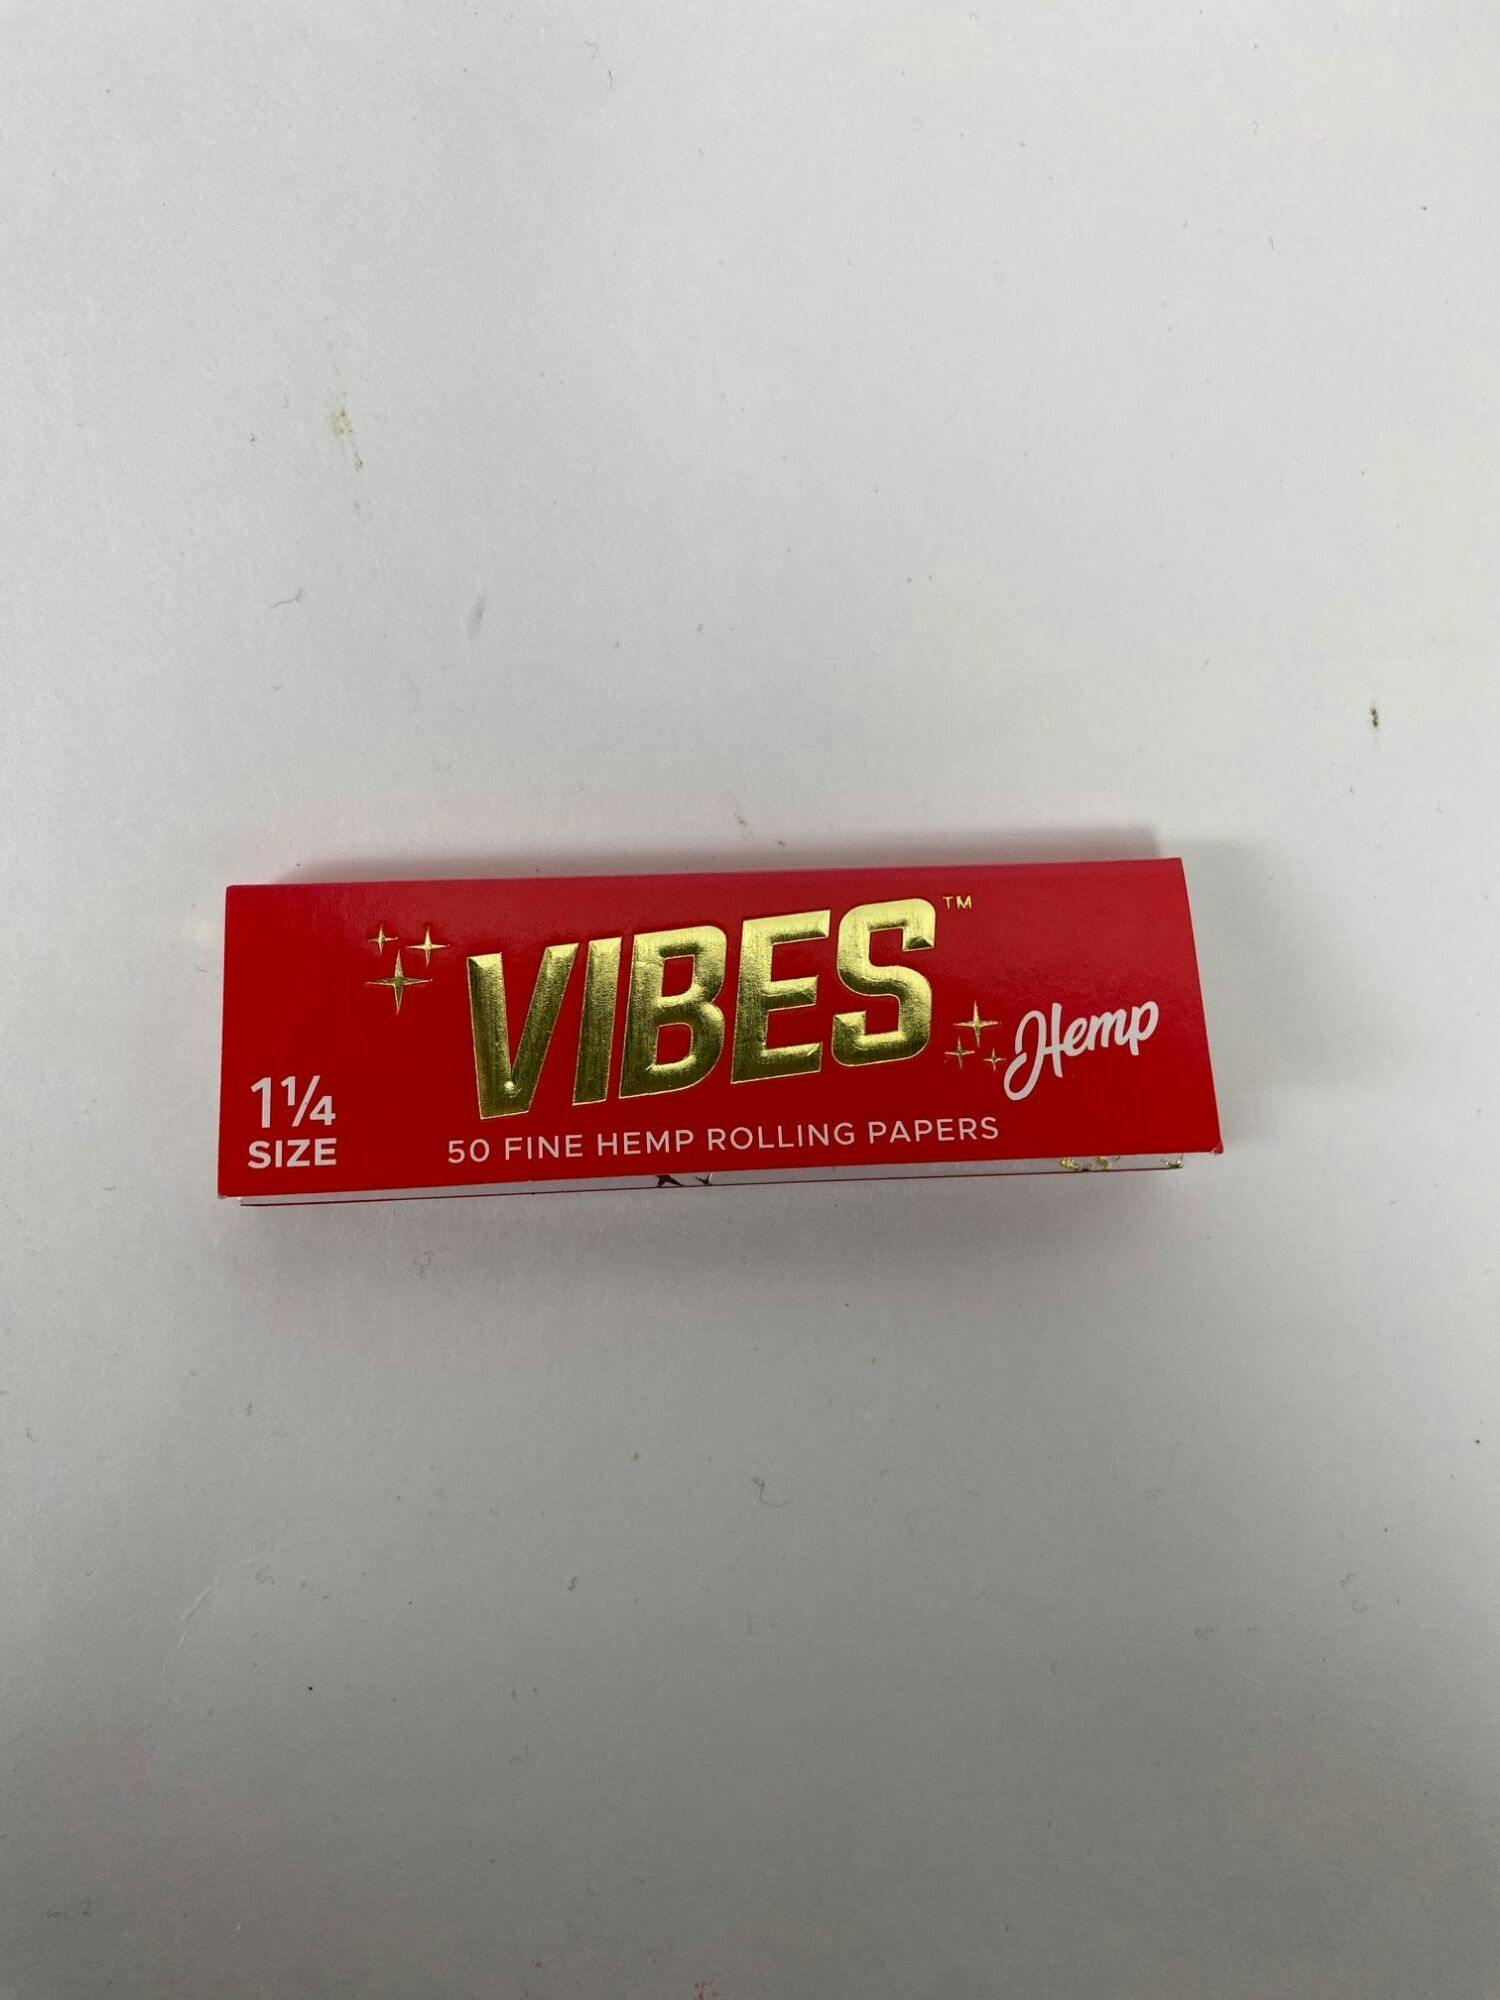 VIBES™
Hemp
1¼
SIZE
50 FINE HEMP ROLLING PAPERS